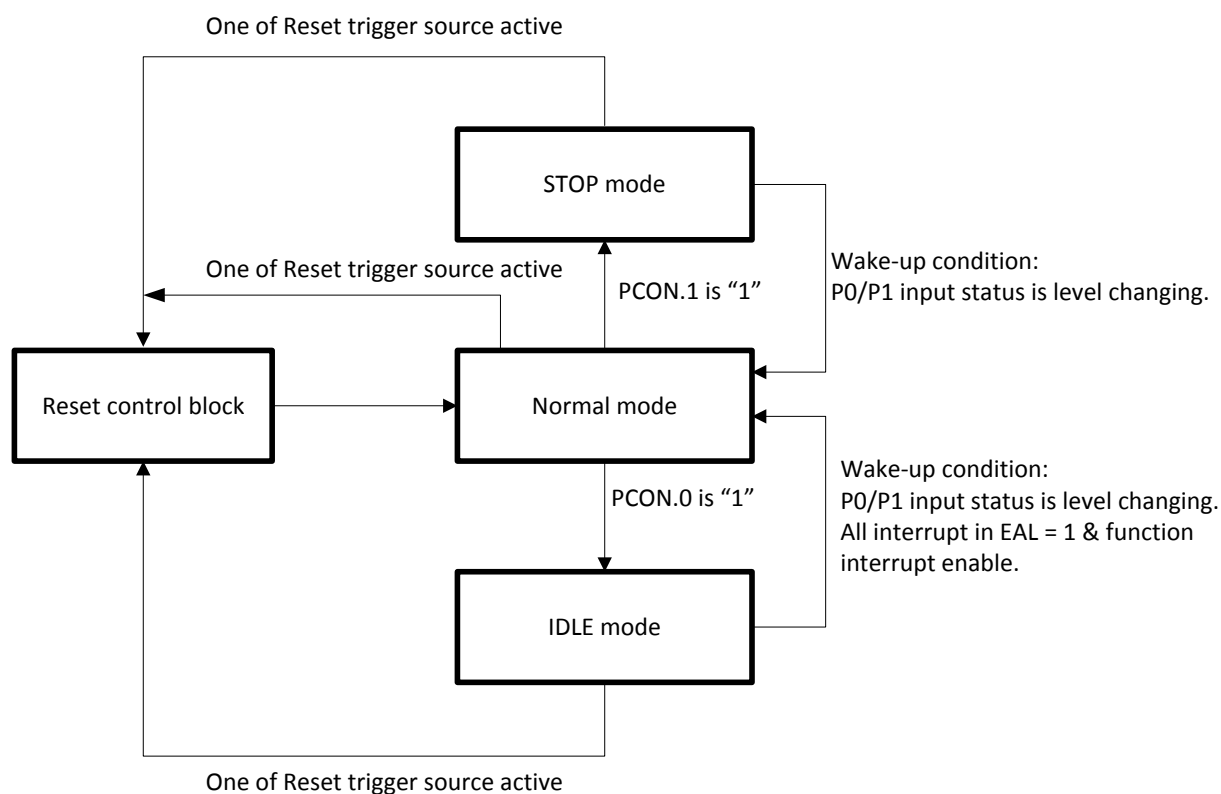 One of Reset trigger source active
STOP mode
One of Reset trigger source active
PCON.1 is “1”
Wake-up condition:
P0/P1 input status is level changing.
Reset control block
Normal mode
PCON.0 is “1”
Wake-up condition:
P0/P1 input status is level changing.
All interrupt in EAL = 1 & function
interrupt enable.
IDLE mode
One of Reset trigger source active